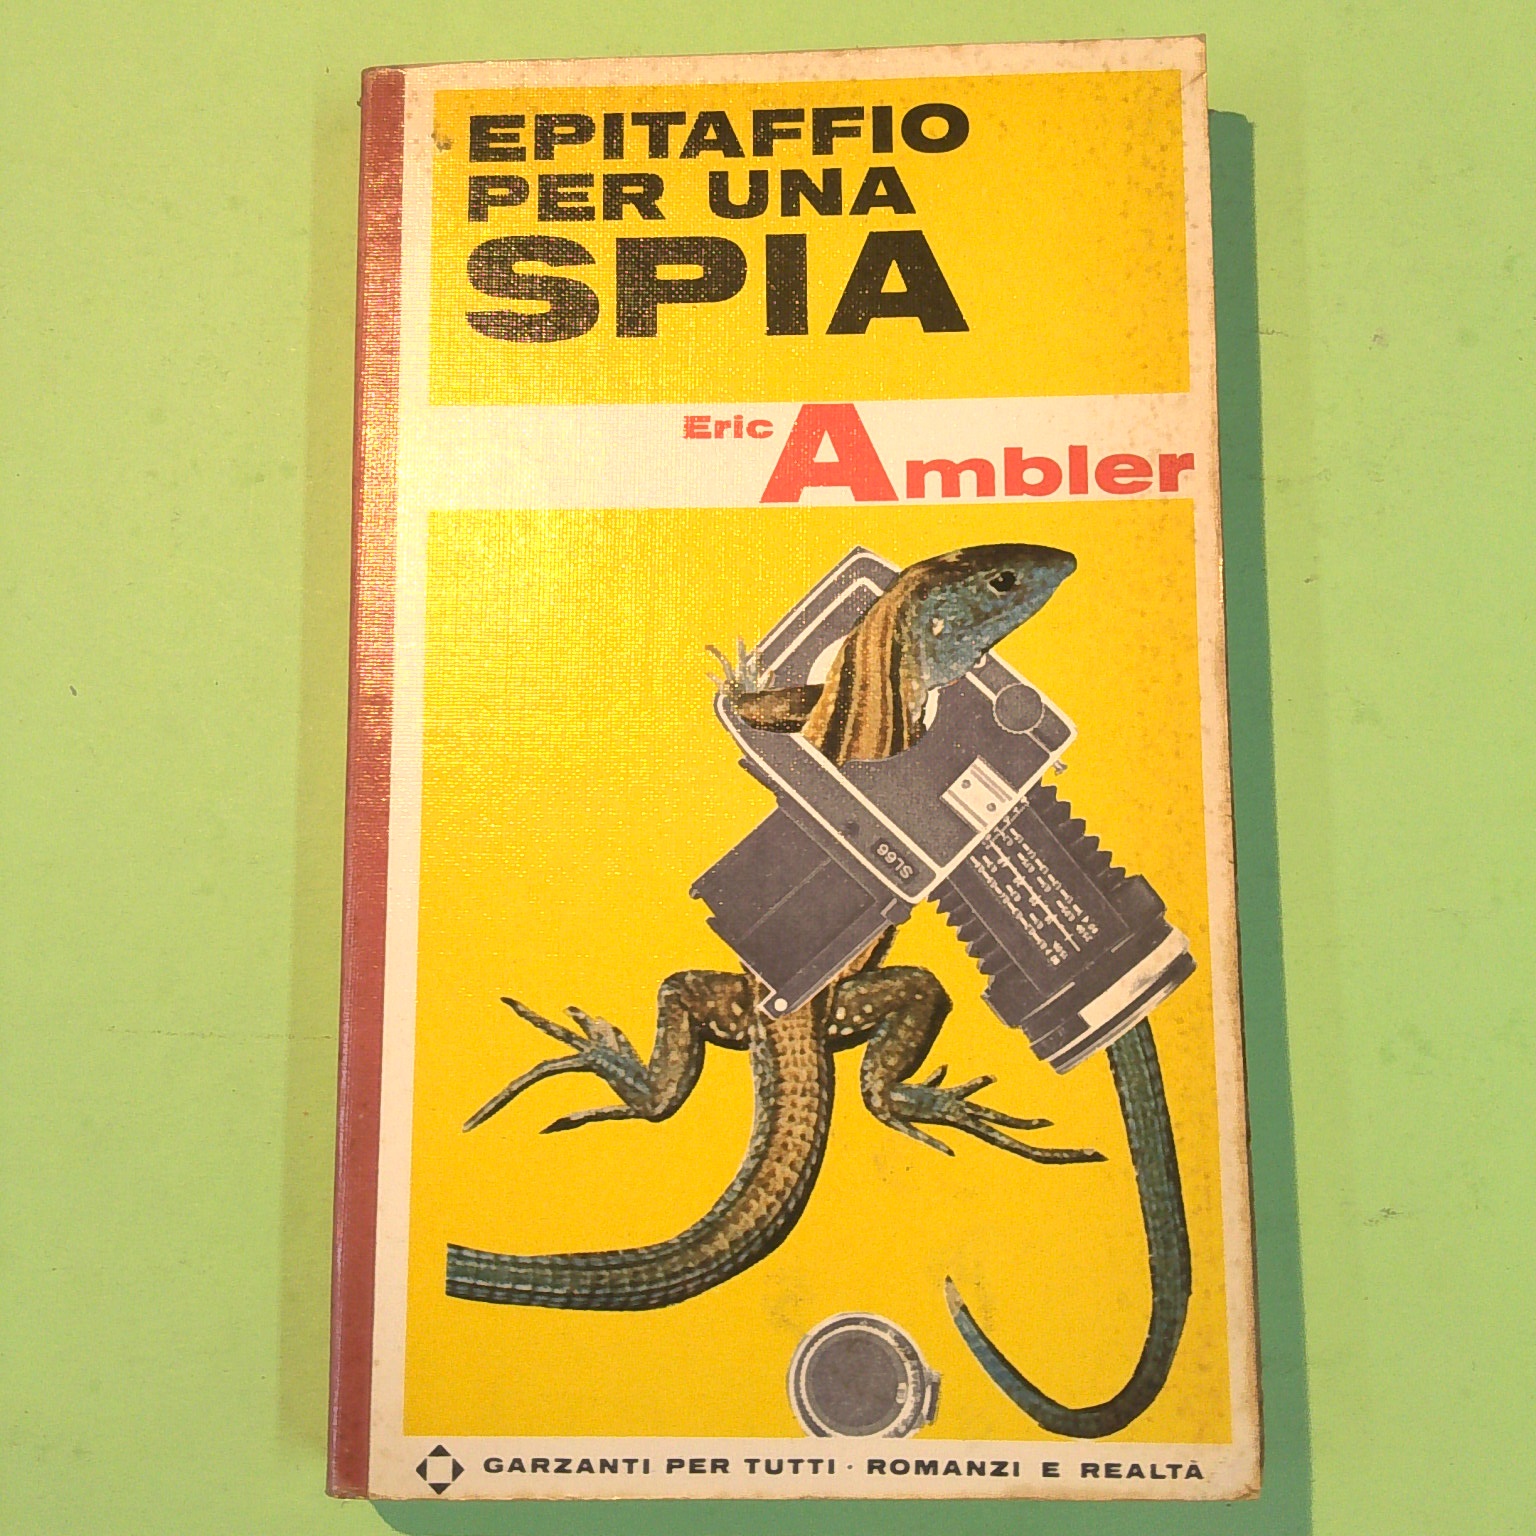 EPITAFFIO
PER UNA
SPIA
Eric Ambler
SL66
GARZANTI PER TUTTI · ROMANZI E REALTÀ